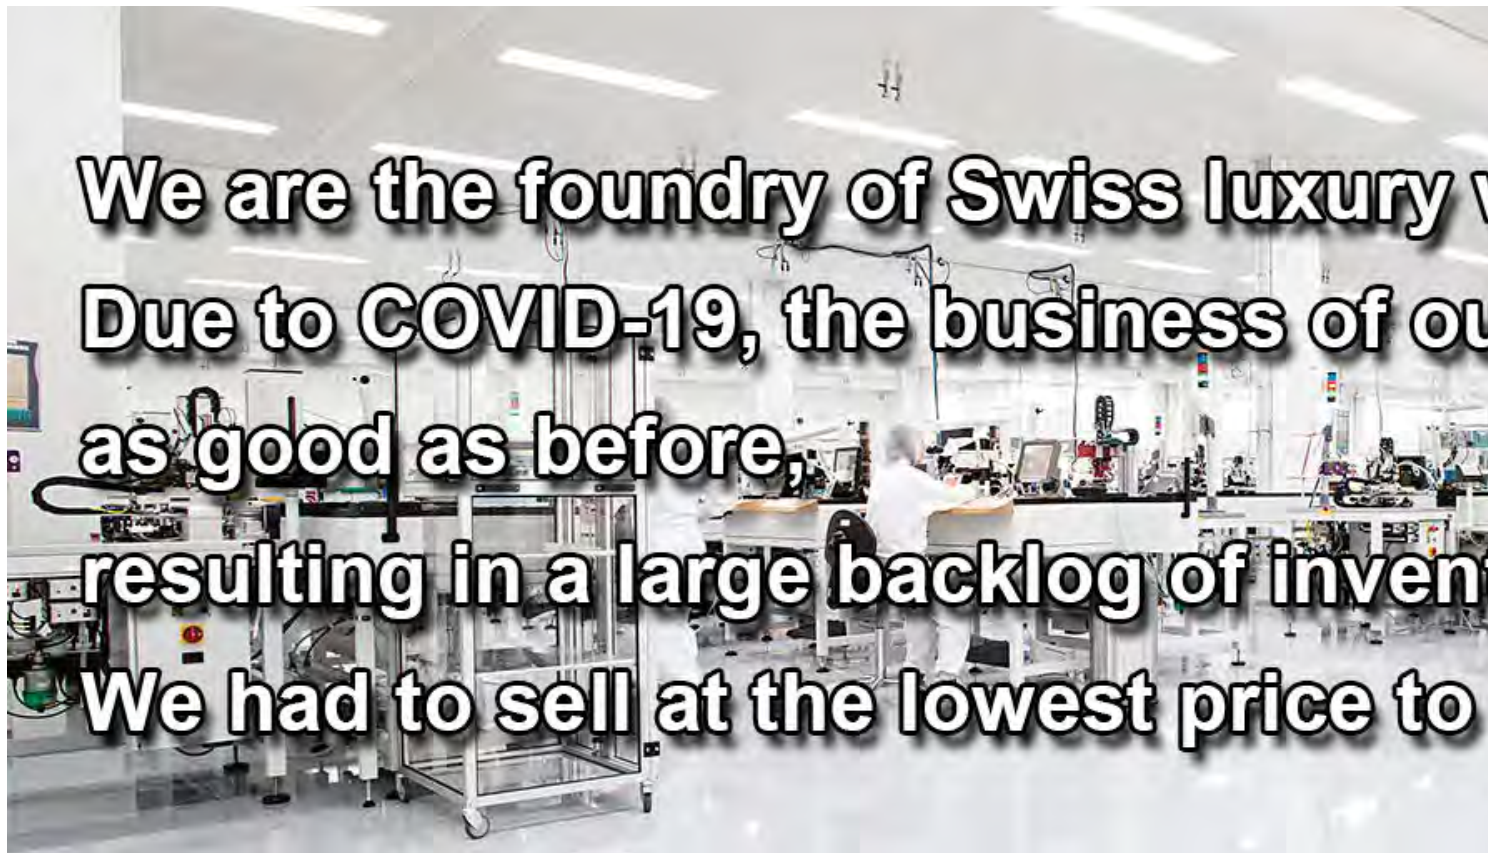 We are the foundry of Swiss luxury
Due to COVID-19, the business of
as good as before,
resulting in a large backlog of
We had to sell at the lowest price to